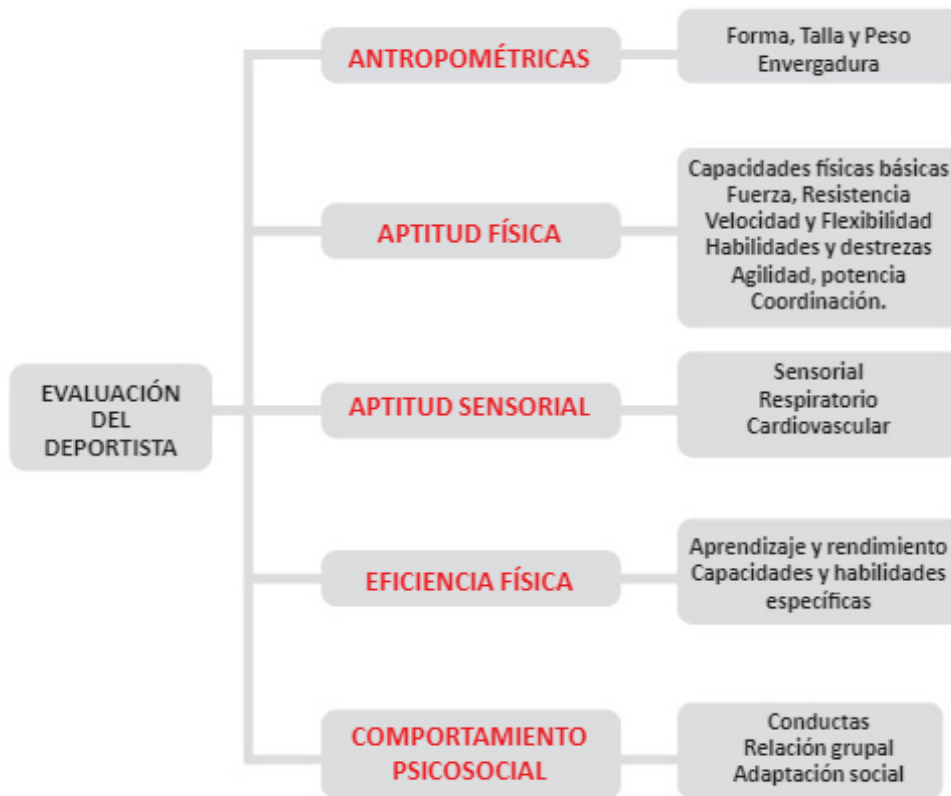 EVALUACIÓN
DEL
DEPORTISTA
ANTROPOMÉTRICAS
Forma, Talla y Peso
Envergadura
APTITUD FÍSICA
Capacidades físicas básicas
Fuerza, Resistencia
Velocidad y Flexibilidad
Habilidades y destrezas
Agilidad, potencia
Coordinación.
APTITUD SENSORIAL
Sensorial
Respiratorio
Cardiovascular
EFICIENCIA FÍSICA
Aprendizaje y rendimiento
Capacidades y habilidades
específicas
COMPORTAMIENTO
PSICOSOCIAL
Conductas
Relación grupal
Adaptación social